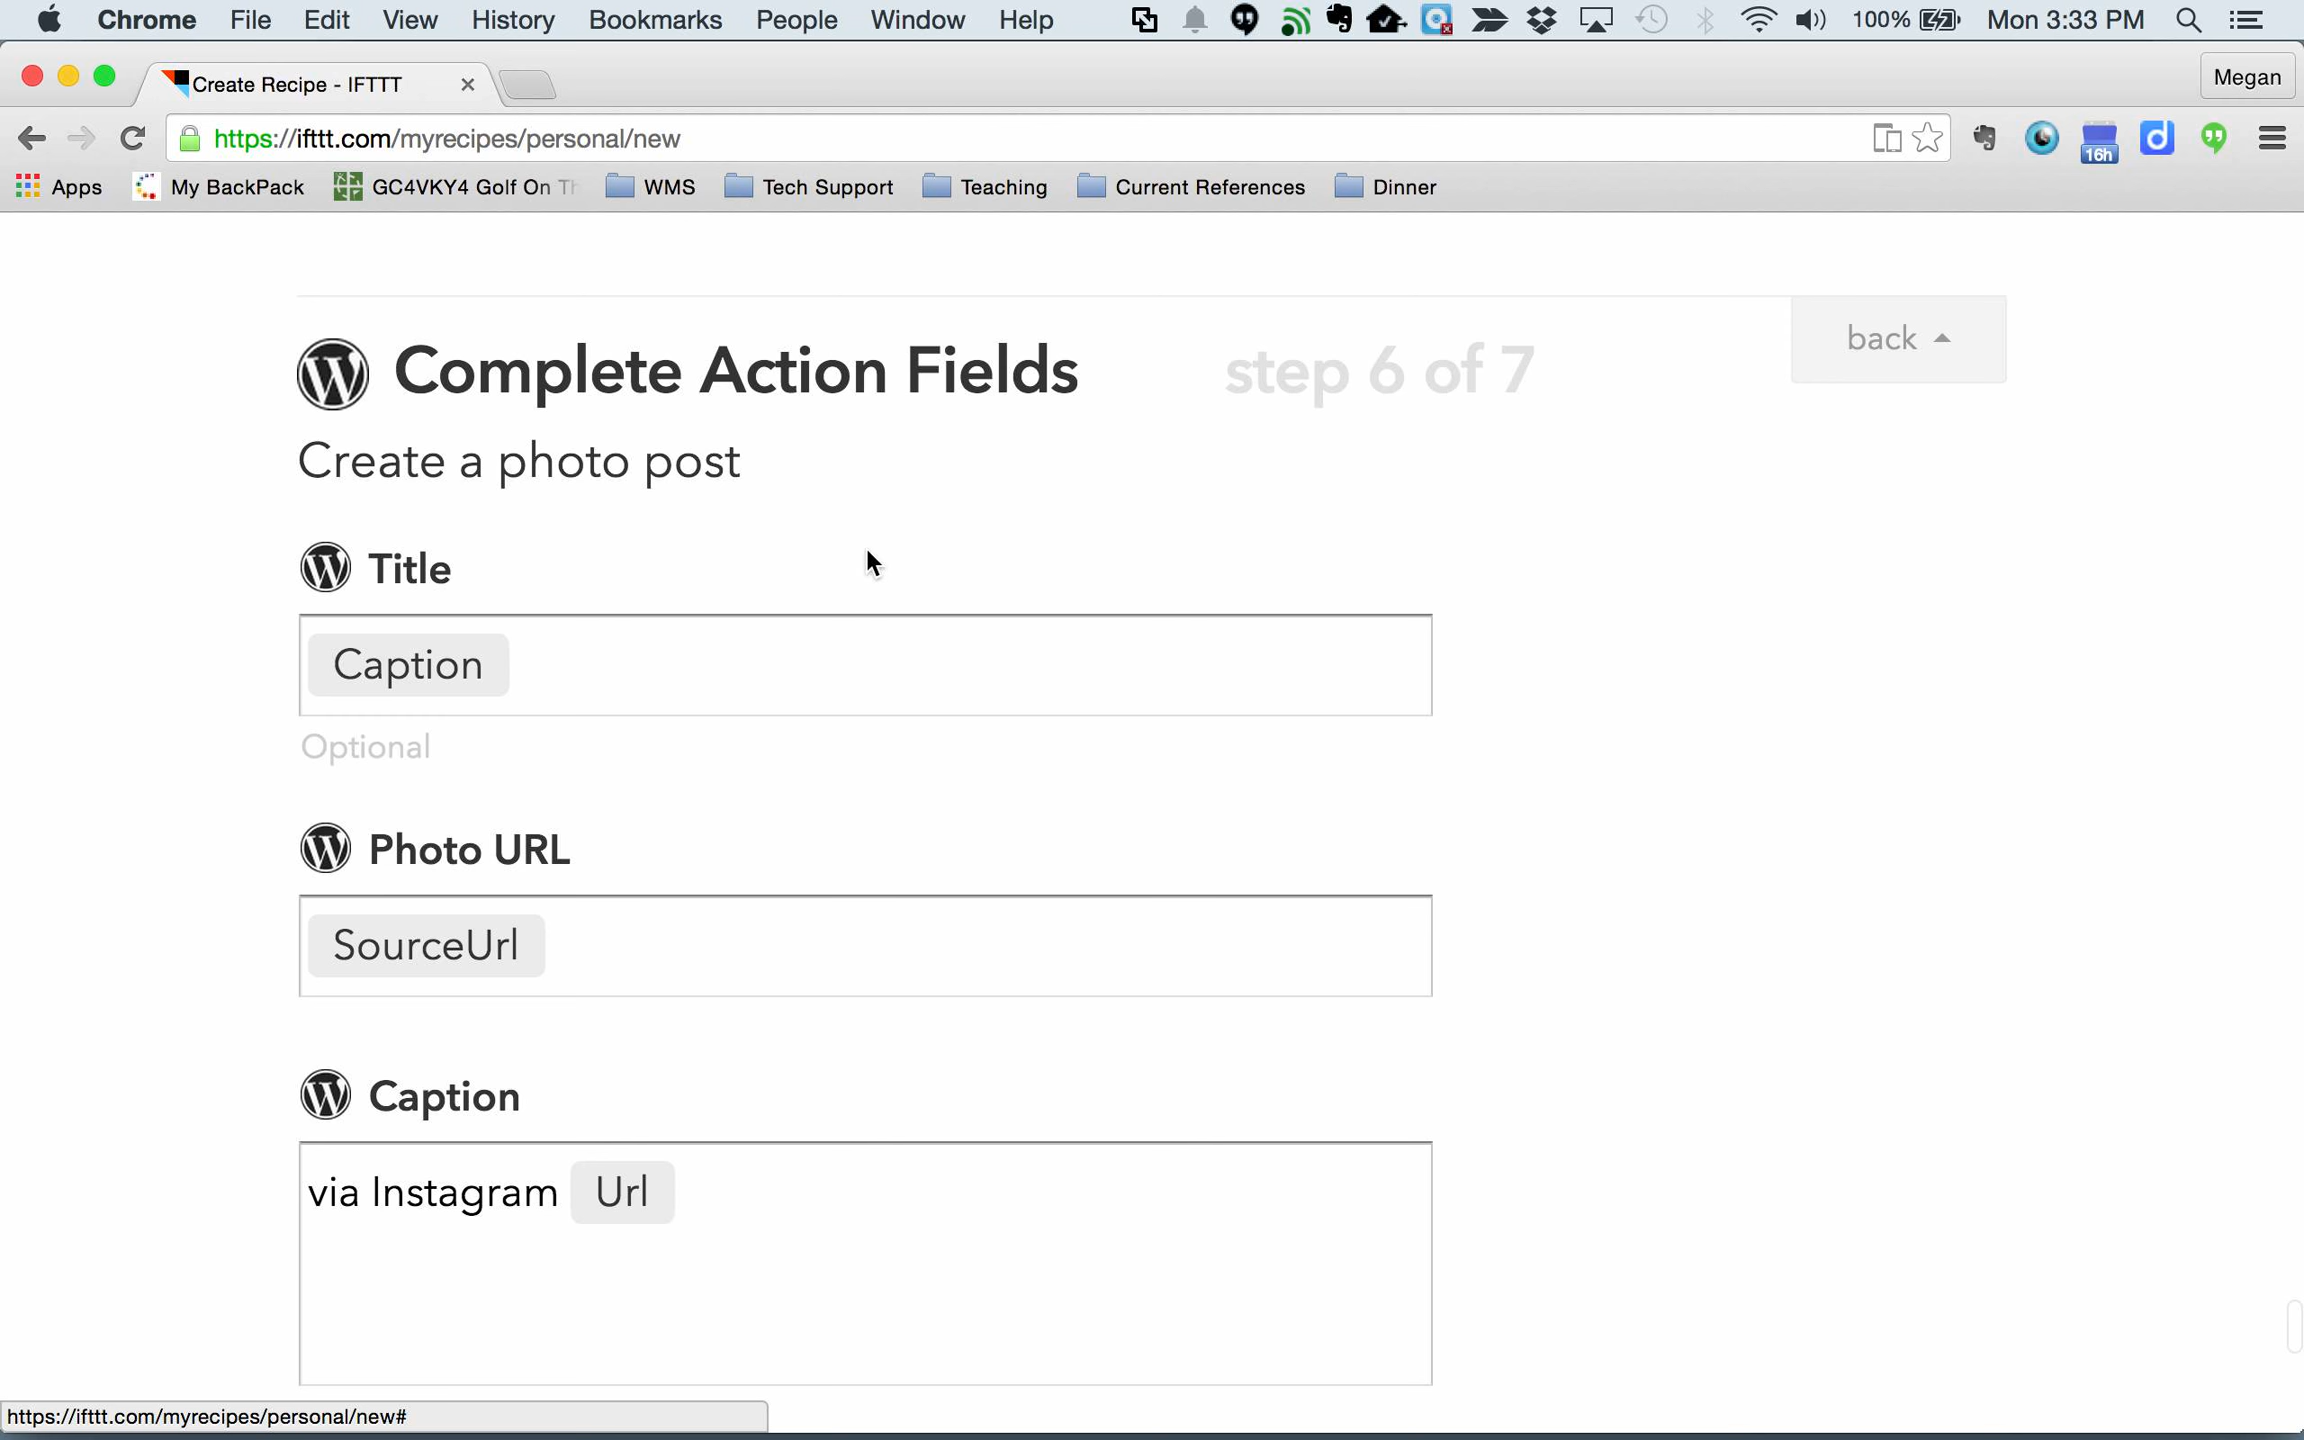 Chrome File Edit View History Bookmarks People Window Help 100% Mon 3:33 PM
Create Recipe - IFTTT Megan
https://ifttt.com/myrecipes/personal/new 16h
Apps My BackPack GC4VKY4 Golf On Th WMS Tech Support Teaching Current References Dinner
Complete Action Fields step 6 of 7 back
Create a photo post
Title
Caption
Optional
Photo URL
SourceUrl
Caption
via Instagram Url
https://ifttt.com/myrecipes/personal/new#